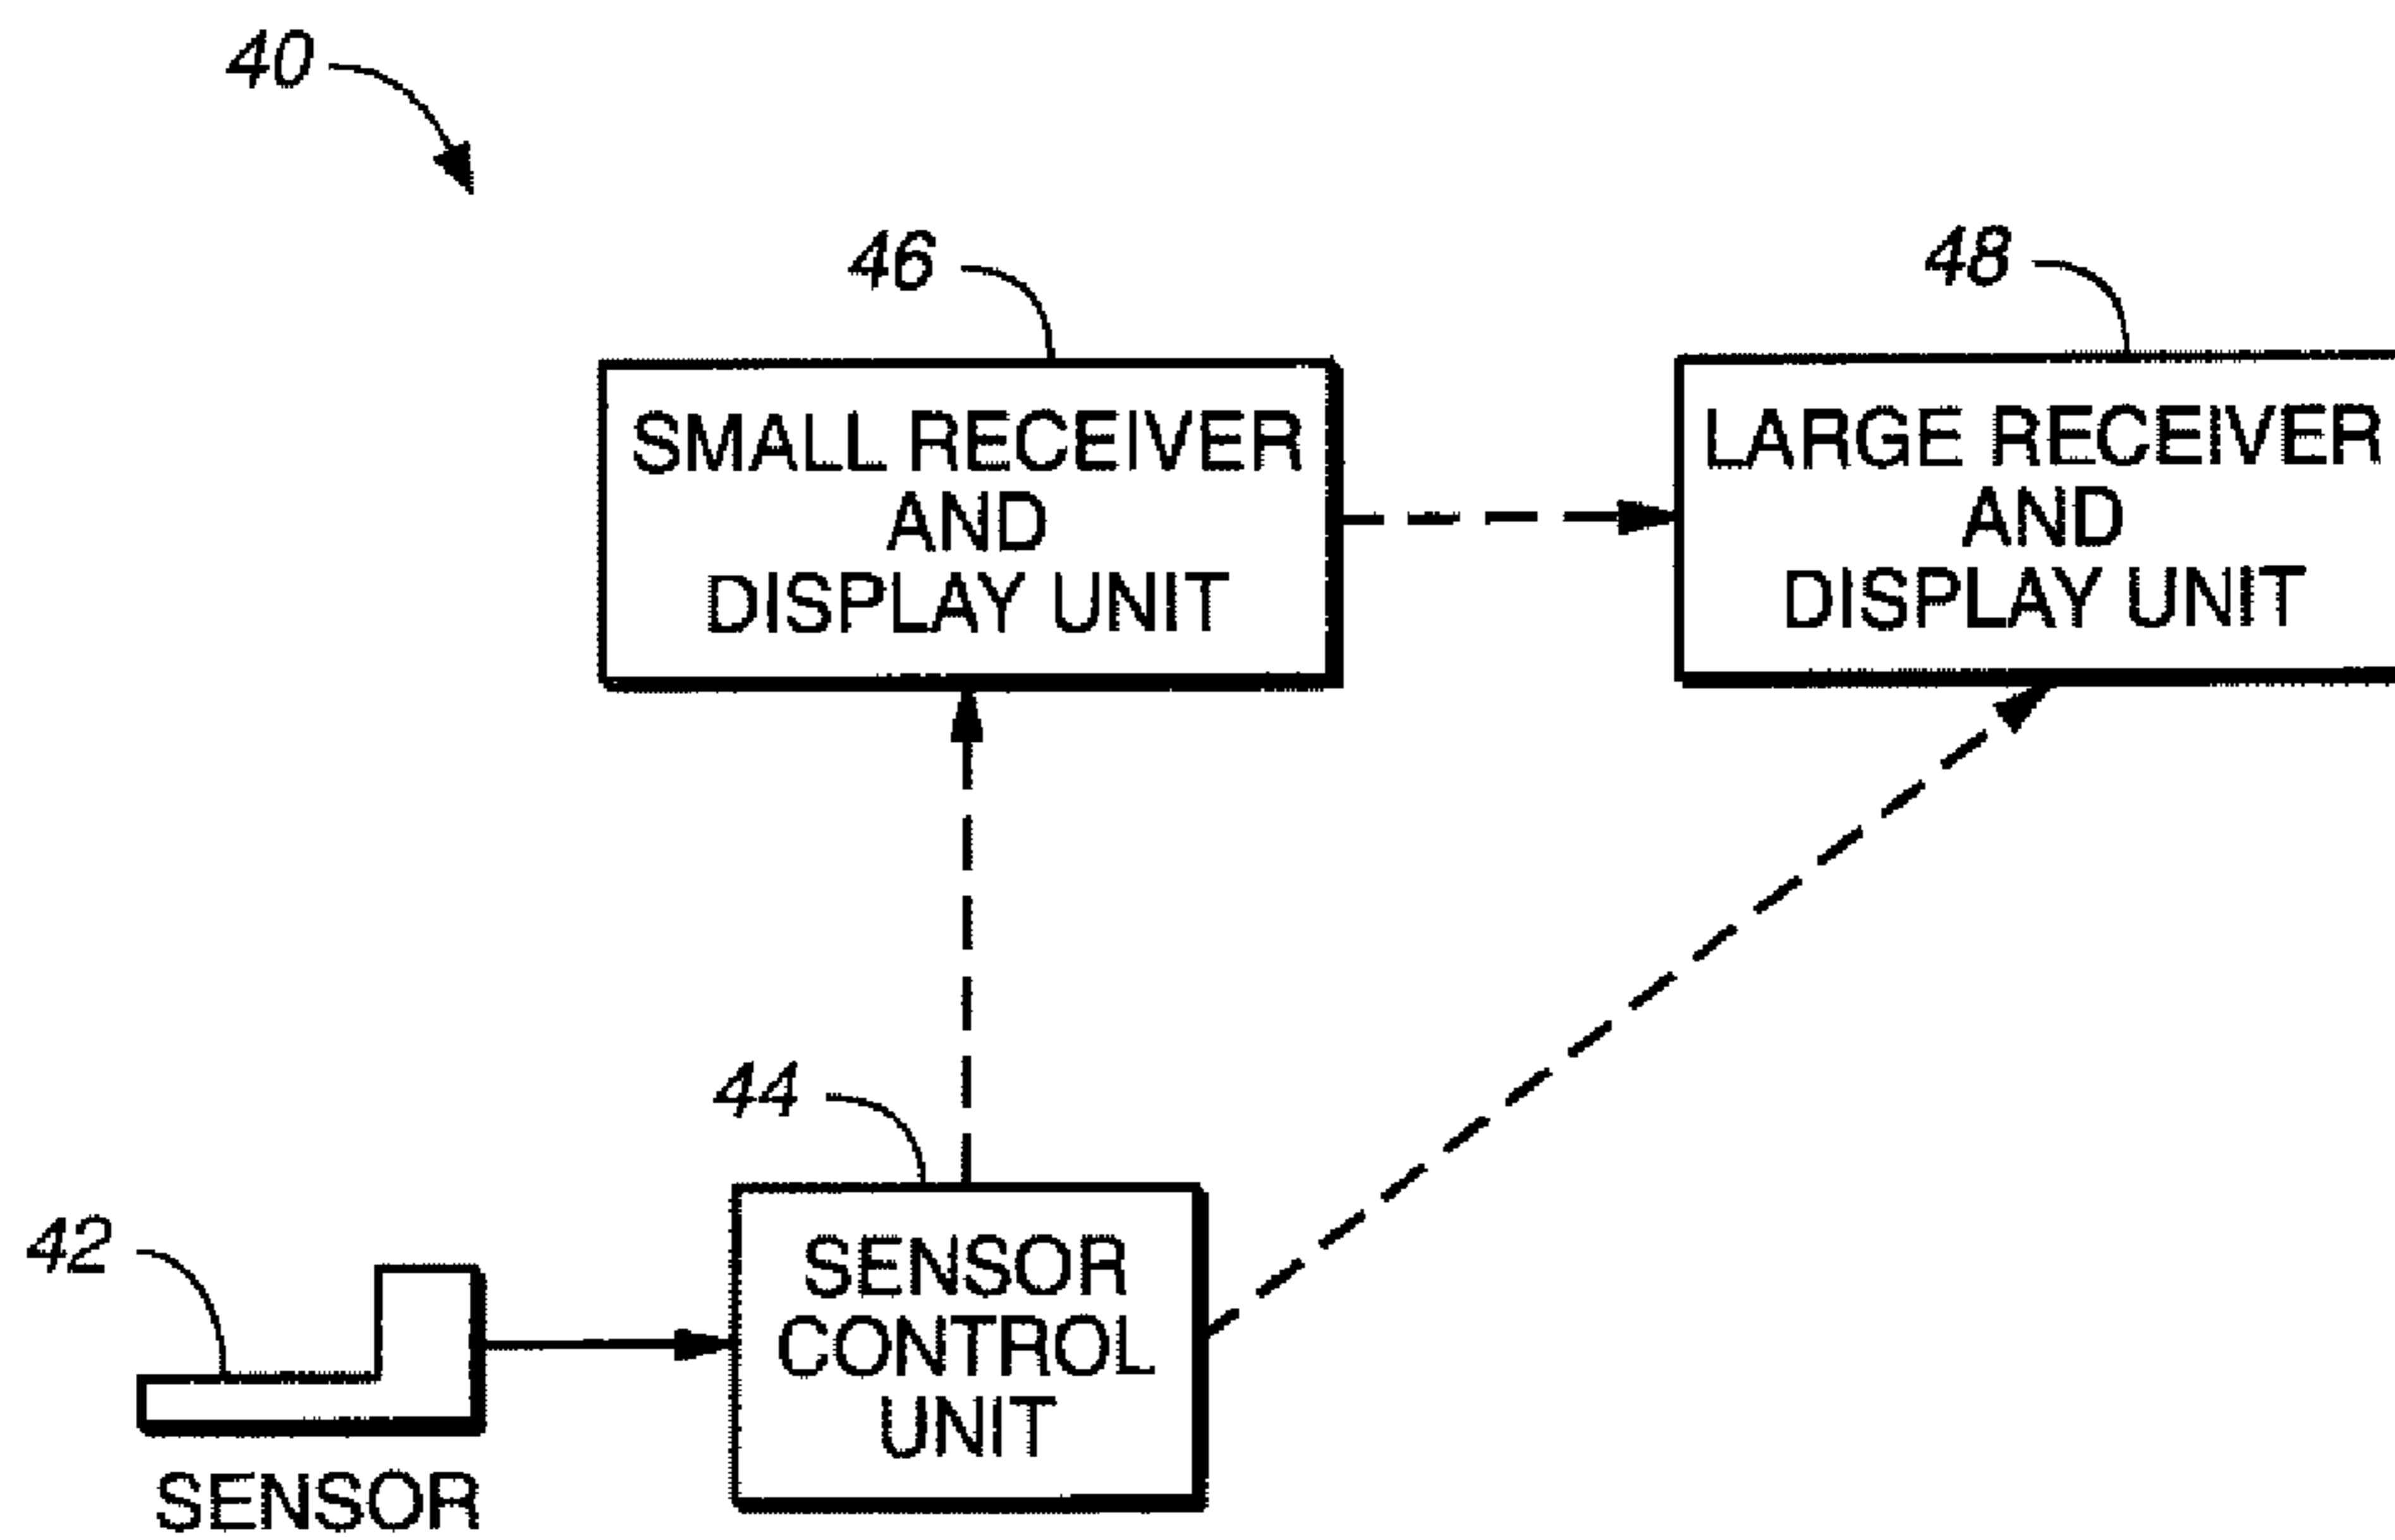 40
46
48
SMALL RECEIVER
AND
DISPLAY UNIT
LARGE RECEIVER
AND
DISPLAY UNIT
44
42
SENSOR
CONTROL
UNIT
SENSOR